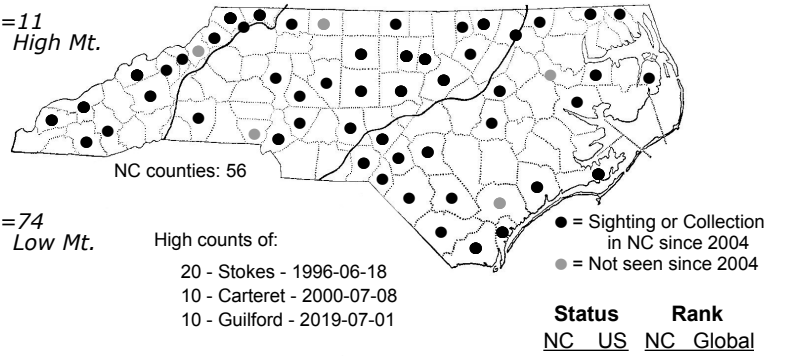 =11
High Mt.
NC counties: 56
=74
Low Mt.
High counts of:
20 - Stokes - 1996-06-18
10 - Carteret - 2000-07-08
10 - Guilford - 2019-07-01
= Sighting or Collection
in NC since 2004
= Not seen since 2004
Status Rank
NC US NC Global